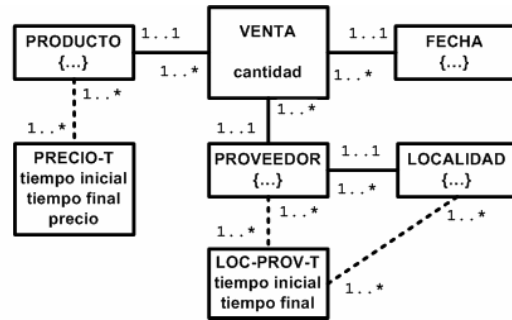 1..1
1..1
PRODUCTO
{...}
VENTA
cantidad
FECHA
{...}
1..*
1..*
1..*
1..*
1..*
1..1
1..1
PRECIO-T
tiempo inicial
tiempo final
precio
PROVEEDOR
{...}
LOCALIDAD
{...}
1..*
1..*
1..*
1..*
LOC-PROV-T
tiempo inicial
tiempo final
1..*